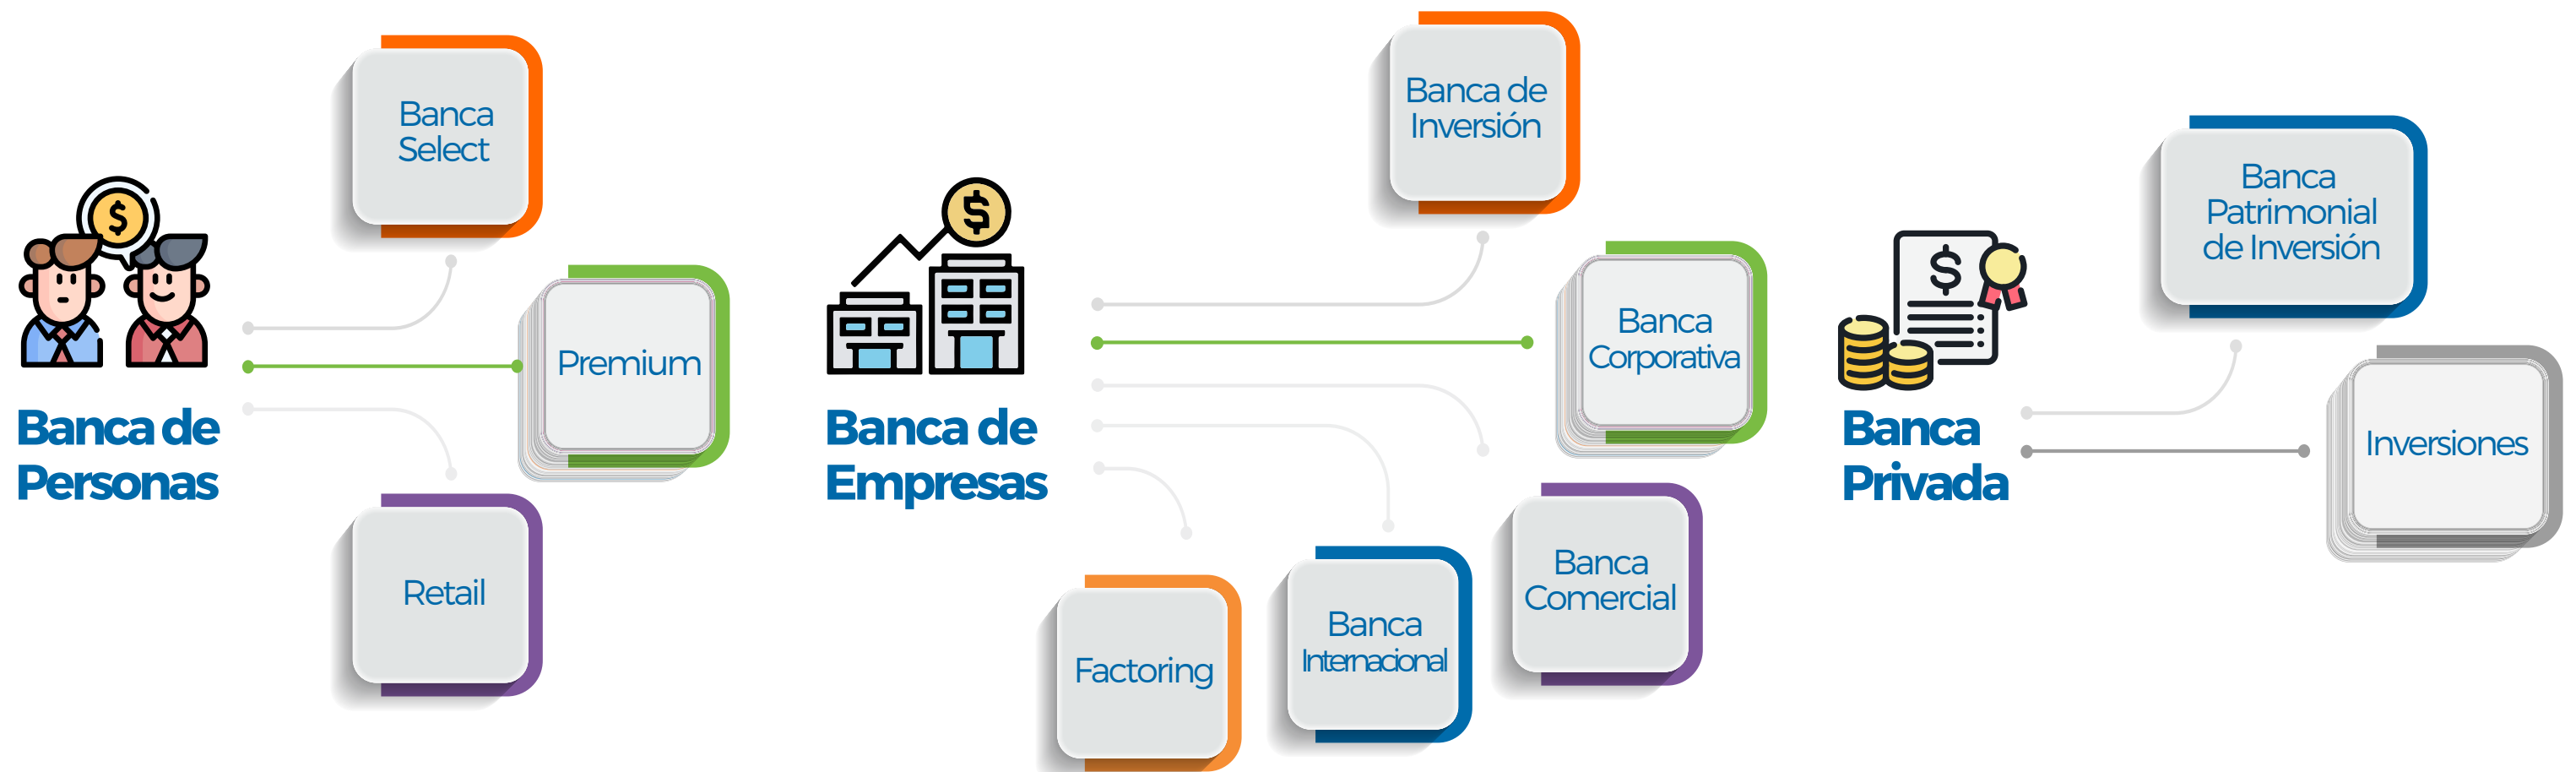 Banca de
Personas
Banca
Select
Premium
Retail
Banca de
Empresas
Banca de
Inversión
Banca
Corporativa
Banca
Comercial
Banca
Internacional
Factoring
Banca
Privada
Banca
Patrimonial
de Inversión
Inversiones